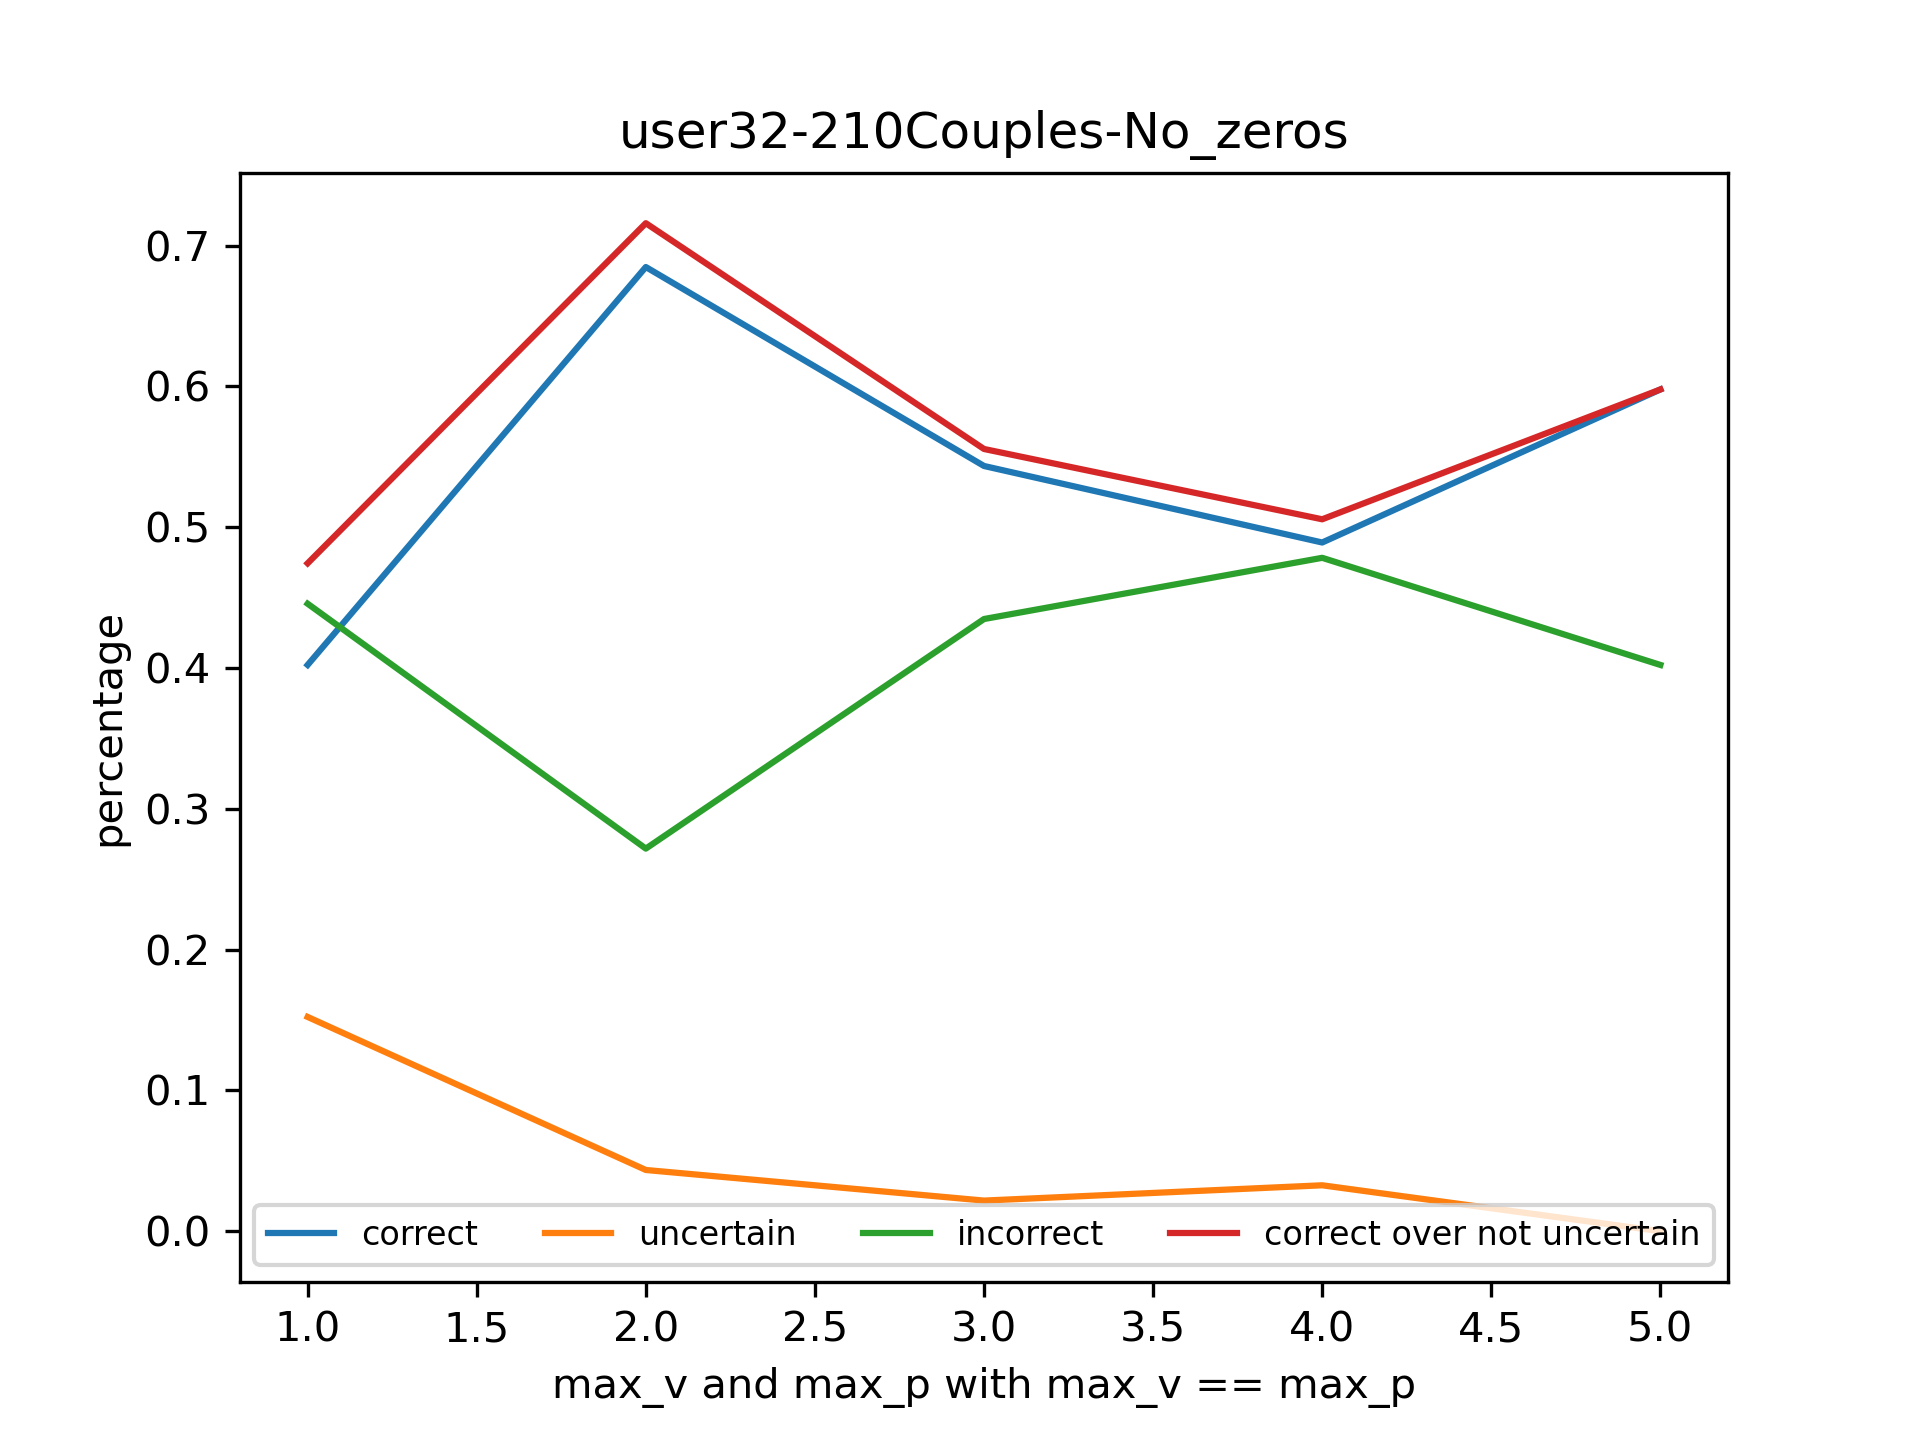 user32-210Couples-No_zeros
percentage
0.7
0.6
0.5
0.4
0.3
0.2
0.1
0.0
correct uncertain incorrect correct over not uncertain
1.0 1.5 2.0 2.5 3.0 3.5 4.0 4.5 5.0
max_v and max_p with max_v == max_p